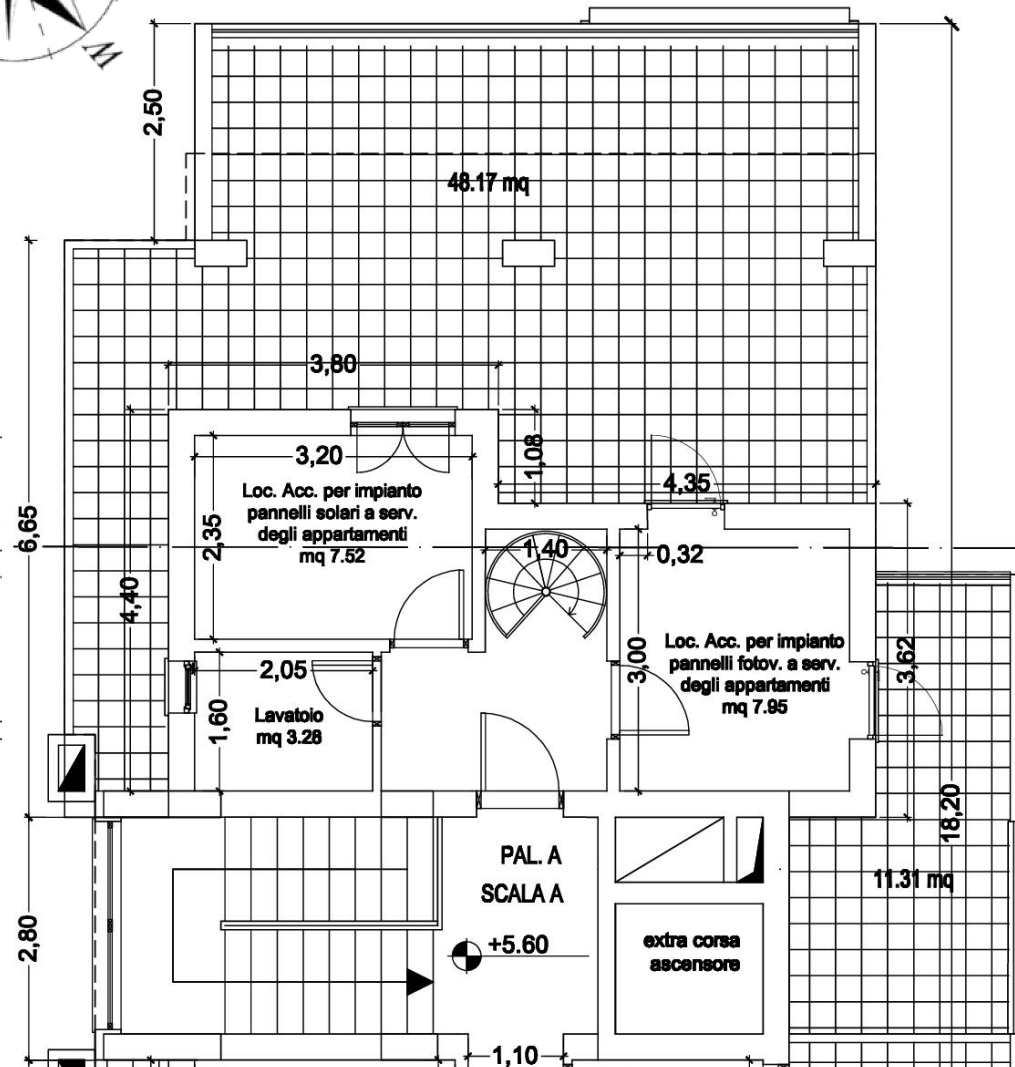 W
2,50
48.17 mq
3,80
1,08
3,20
4,35
Loc. Acc. per impianto
pannelli solari a serv.
degli appartamenti
mq 7.52
2,35
6,65
1,40
0,32
4,40
Loc. Acc. per impianto
pannelli fotov. a serv.
degli appartamenti
mq 7.95
3,00
3,62
2,05
1,60
Lavatoio
mq 3.28
18,20
PAL. A
SCALA A
11.31 mq
2,80
+5.60
extra corsa
ascensore
1,10